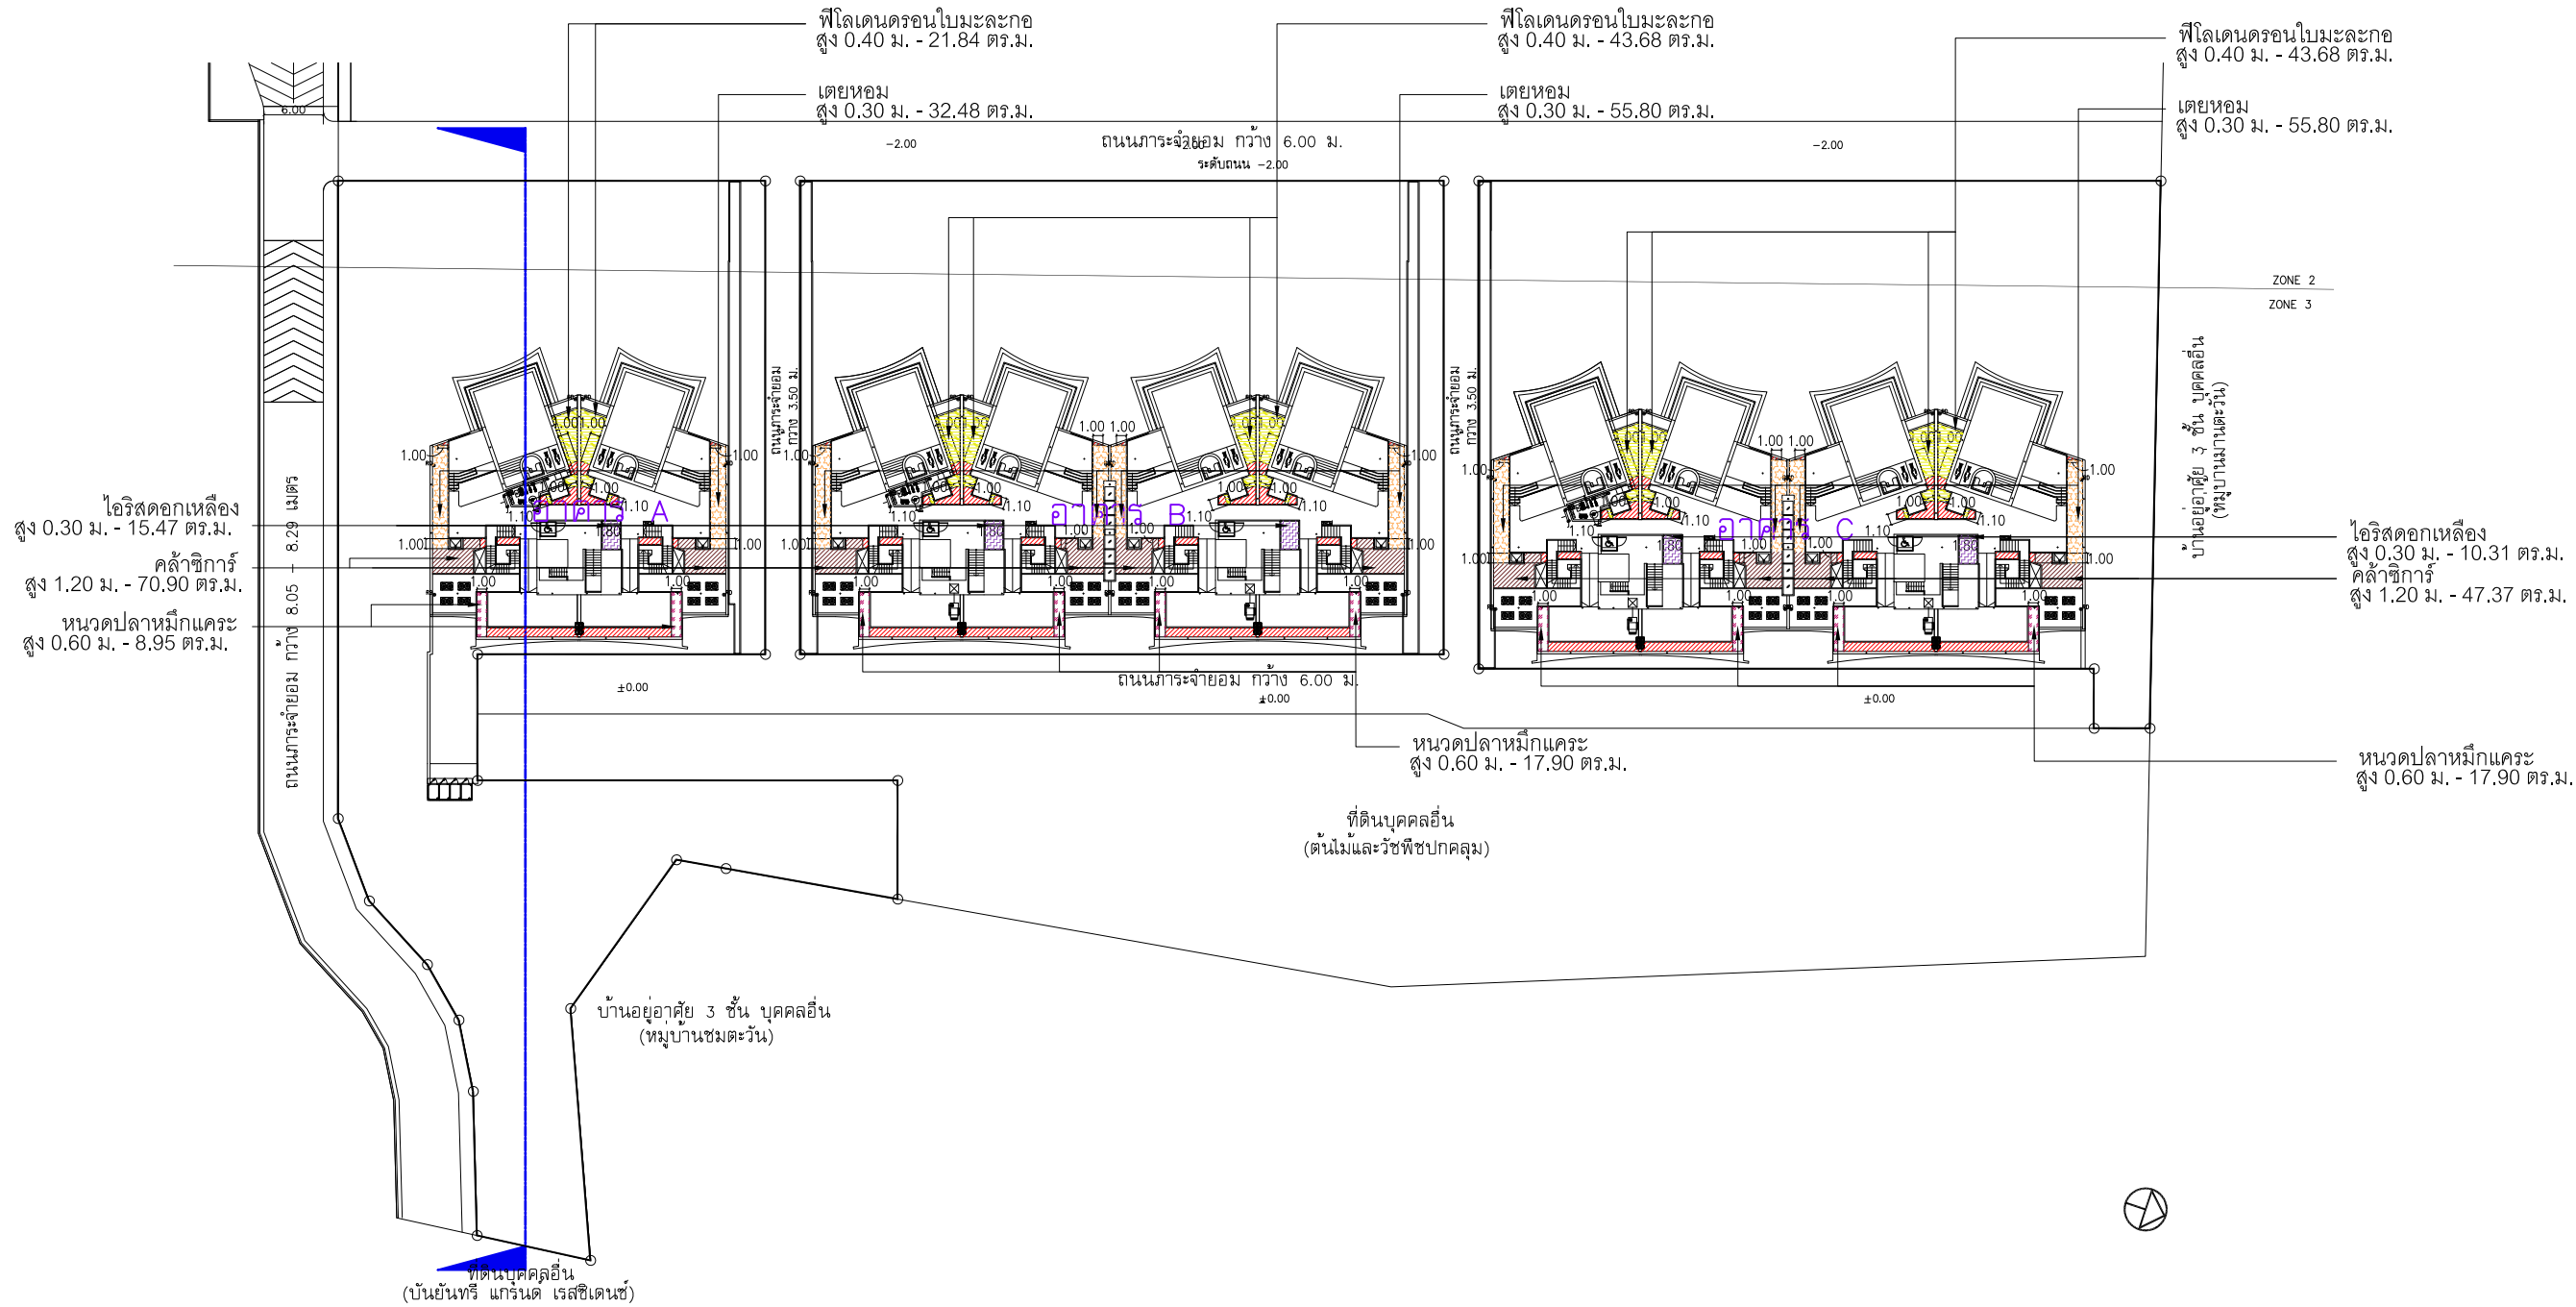 ฟิโลเดนดรอนใบมะละกอ
สูง 0.40 ม. - 21.84 ตร.ม.
เตยหอม
สูง 0.30 ม. - 32.48 ตร.ม.
ฟิโลเดนดรอนใบมะละกอ
สูง 0.40 ม. - 43.68 ตร.ม.
เตยหอม
สูง 0.30 ม. - 55.80 ตร.ม.
ฟิโลเดนดรอนใบมะละกอ
สูง 0.40 ม. - 43.68 ตร.ม.
เตยหอม
สูง 0.30 ม. - 55.80 ตร.ม.
6.00
-2.00
ถนนภาระจำยอม กว้าง 6.00 ม.
-2.00
ระดับถนน -2.00
-2.00
ZONE 2
ZONE 3
ถนนภาระจำยอม
กว้าง 3.50 ม.
ถนนภาระจำยอม
กว้าง 3.50 ม.
บ้านอยู่อาศัย 3 ชั้น บุคคลอื่น
ถนนภาระจำยอม กว้าง 8.05 - 8.29 เมตร
อาคาร A
อาคาร B
อาคาร C
ไอริสดอกเหลือง
สูง 0.30 ม. - 15.47 ตร.ม.
คล้าซิการ์
สูง 1.20 ม. - 70.90 ตร.ม.
หนวดปลาหมึกแคระ
สูง 0.60 ม. - 8.95 ตร.ม.
ไอริสดอกเหลือง
สูง 0.30 ม. - 10.31 ตร.ม.
คล้าซิการ์
สูง 1.20 ม. - 47.37 ตร.ม.
±0.00
ถนนภาระจำยอม กว้าง 6.00 ม.
±0.00
±0.00
หนวดปลาหมึกแคระ
สูง 0.60 ม. - 17.90 ตร.ม.
หนวดปลาหมึกแคระ
สูง 0.60 ม. - 17.90 ตร.ม.
ที่ดินบุคคลอื่น
(ต้นไม้และวัชพืชปกคลุม)
บ้านอยู่อาศัย 3 ชั้น บุคคลอื่น
(หมู่บ้านชมตะวัน)
ที่ดินบุคคลอื่น
(บันยันทรี แกรนด์ เรสซิเดนซ์)